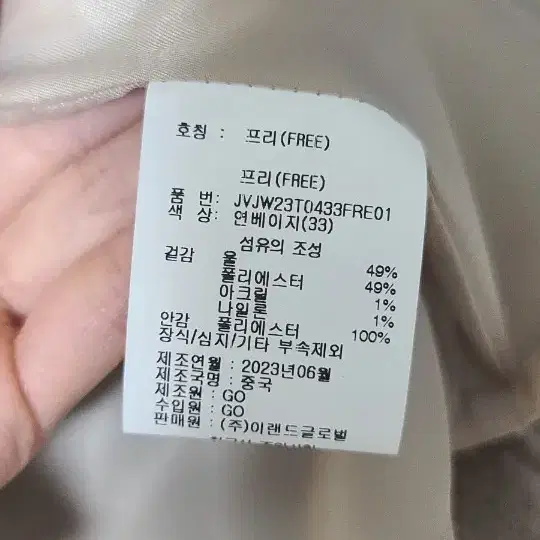 호칭 : 프리(FREE)
프리(FREE)
품 번: JVJW23T0433FRE01
색 상: 연베이지(33)
섬유의 조성
겉감 울 49%
폴리에스터 49%
아크릴 1%
나일론 1%
안감 폴리에스터 100%
장식/심지/기타 부속제외
제조연월 : 2023년06월
제조국명 : 중국
제조원 : GO
수입원 : GO
판매원 : (주)이랜드글로벌